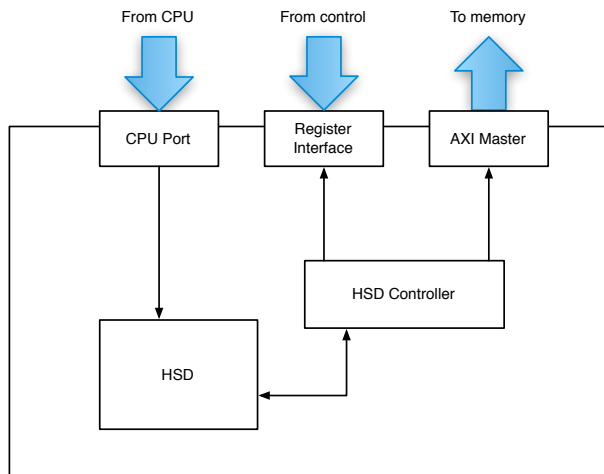 From CPU
From control
To memory
CPU Port
Register
Interface
AXI Master
HSD Controller
HSD